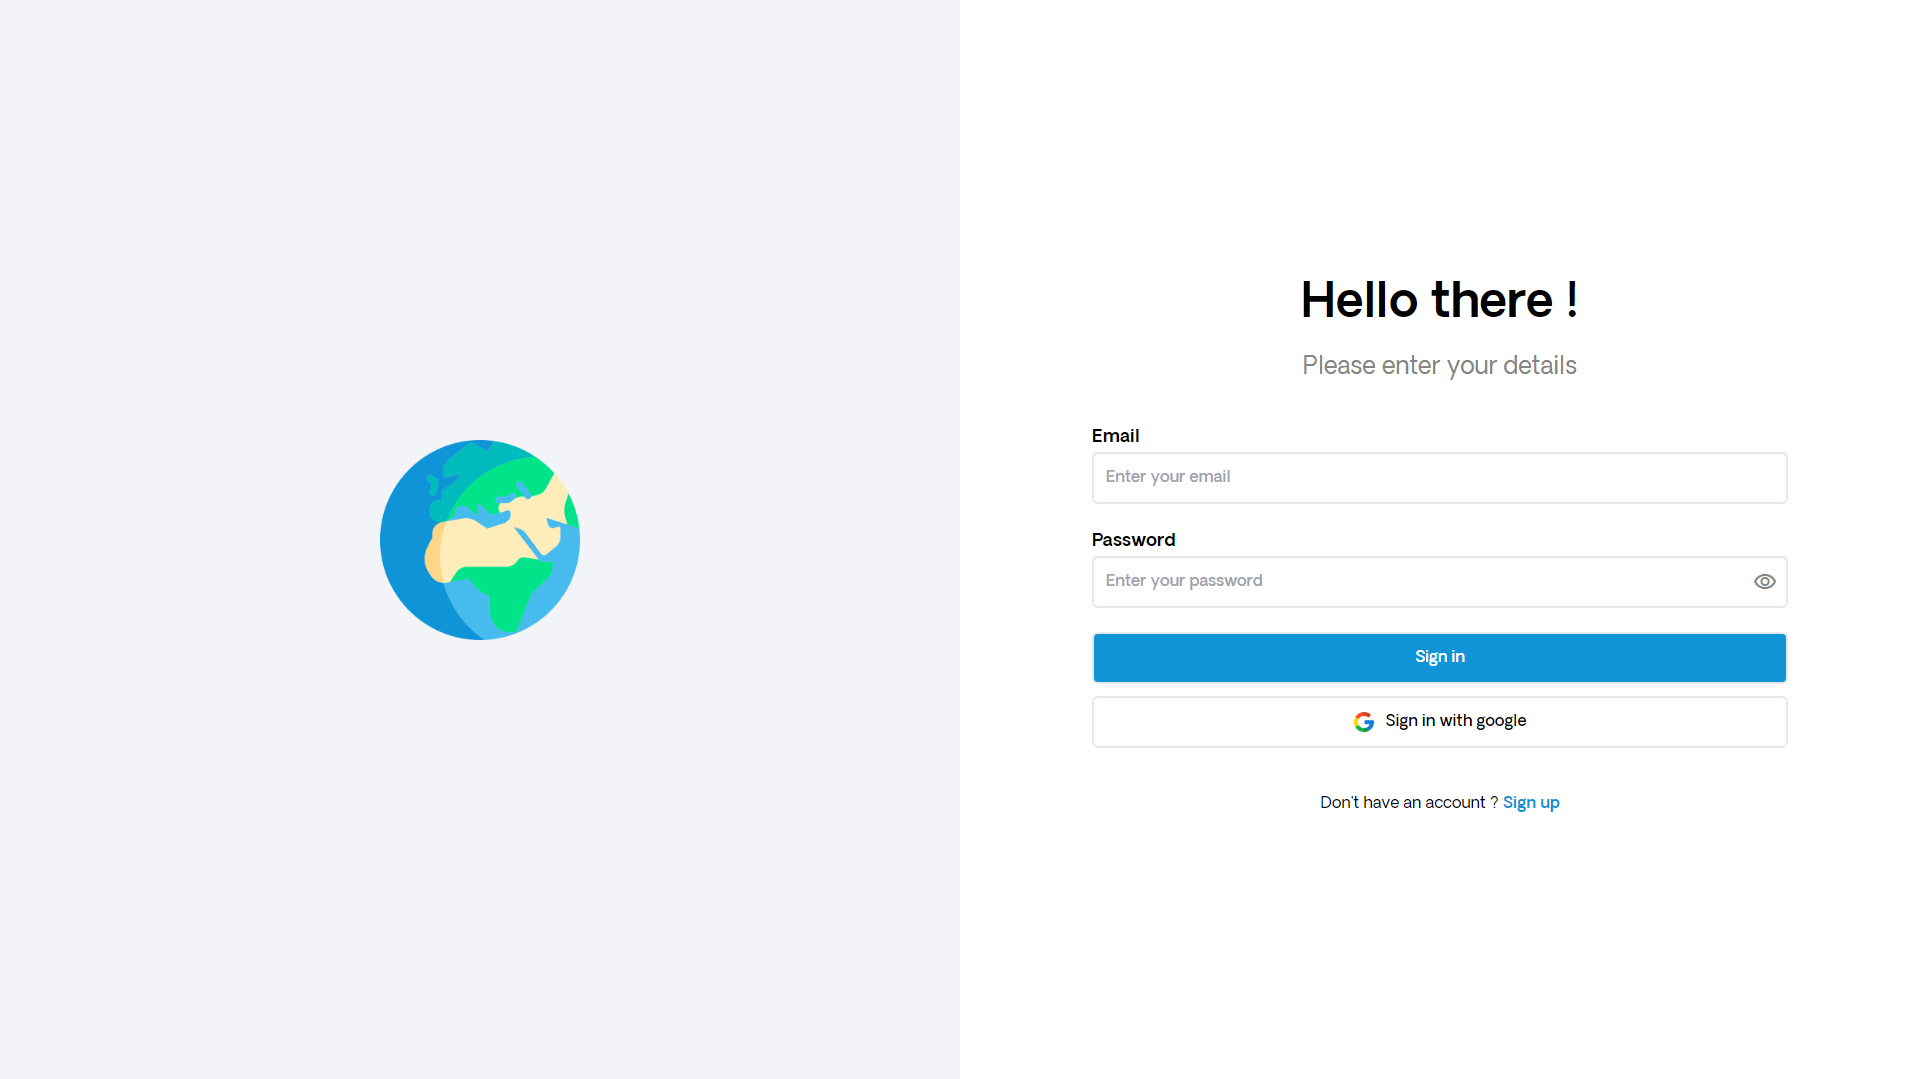 Hello there !
Please enter your details
Email
Enter your email
Password
Enter your password
Sign in
Sign in with google
Don't have an account ? Sign up